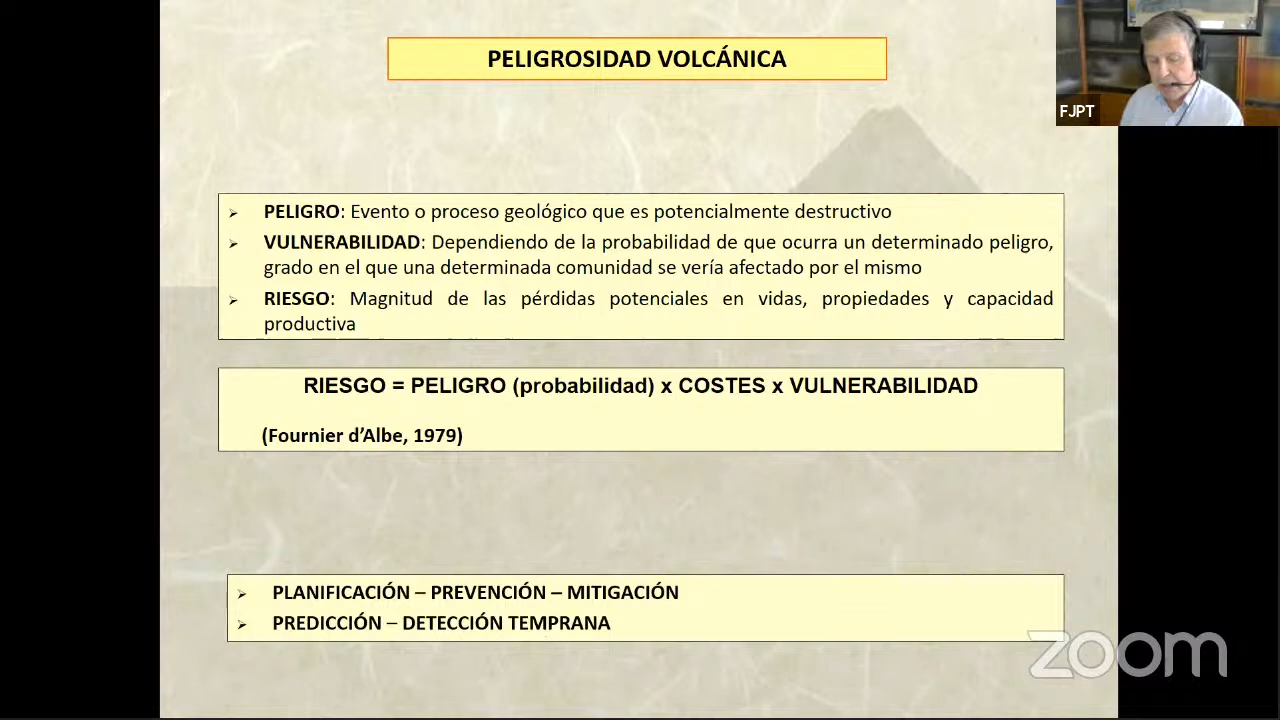 PELIGROSIDAD VOLCÁNICA
FJPT
➢ PELIGRO: Evento o proceso geológico que es potencialmente destructivo
➢ VULNERABILIDAD: Dependiendo de la probabilidad de que ocurra un determinado peligro,
grado en el que una determinada comunidad se vería afectado por el mismo
➢ RIESGO: Magnitud de las pérdidas potenciales en vidas, propiedades y capacidad
productiva
RIESGO = PELIGRO (probabilidad) x COSTES x VULNERABILIDAD
(Fournier d’Albe, 1979)
➢ PLANIFICACIÓN – PREVENCIÓN – MITIGACIÓN
➢ PREDICCIÓN – DETECCIÓN TEMPRANA
zoom